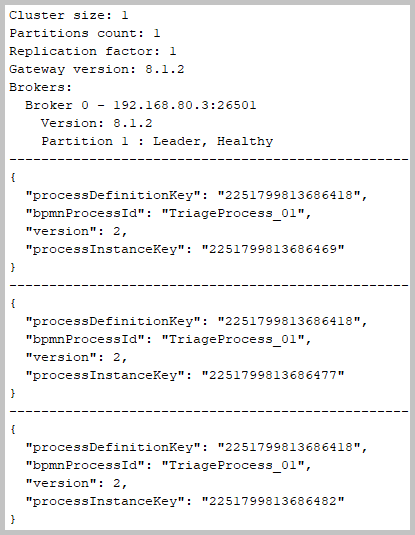 Cluster size: 1
Partitions count: 1
Replication factor: 1
Gateway version: 8.1.2
Brokers:
  Broker 0 - 192.168.80.3:26501
    Version: 8.1.2
    Partition 1 : Leader, Healthy
--------------------------------------------------
{
  "processDefinitionKey": "2251799813686418",
  "bpmnProcessId": "TriageProcess_01",
  "version": 2,
  "processInstanceKey": "2251799813686469"
}
--------------------------------------------------
{
  "processDefinitionKey": "2251799813686418",
  "bpmnProcessId": "TriageProcess_01",
  "version": 2,
  "processInstanceKey": "2251799813686477"
}
--------------------------------------------------
{
  "processDefinitionKey": "2251799813686418",
  "bpmnProcessId": "TriageProcess_01",
  "version": 2,
  "processInstanceKey": "2251799813686482"
}